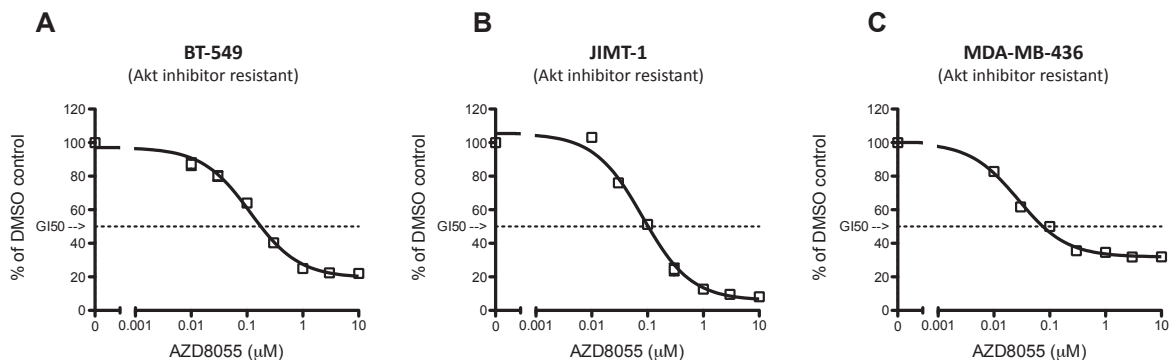 A
BT-549
(Akt inhibitor resistant)
% of DMSO control
120
100
80
60
GI50 -->
40
20
0
0
0.001
0.01
0.1
1
10
AZD8055 (μM)
B
JIMT-1
(Akt inhibitor resistant)
% of DMSO control
120
100
80
60
GI50 -->
40
20
0
0
0.001
0.01
0.1
1
10
AZD8055 (μM)
C
MDA-MB-436
(Akt inhibitor resistant)
% of DMSO control
120
100
80
60
GI50 -->
40
20
0
0
0.001
0.01
0.1
1
10
AZD8055 (μM)